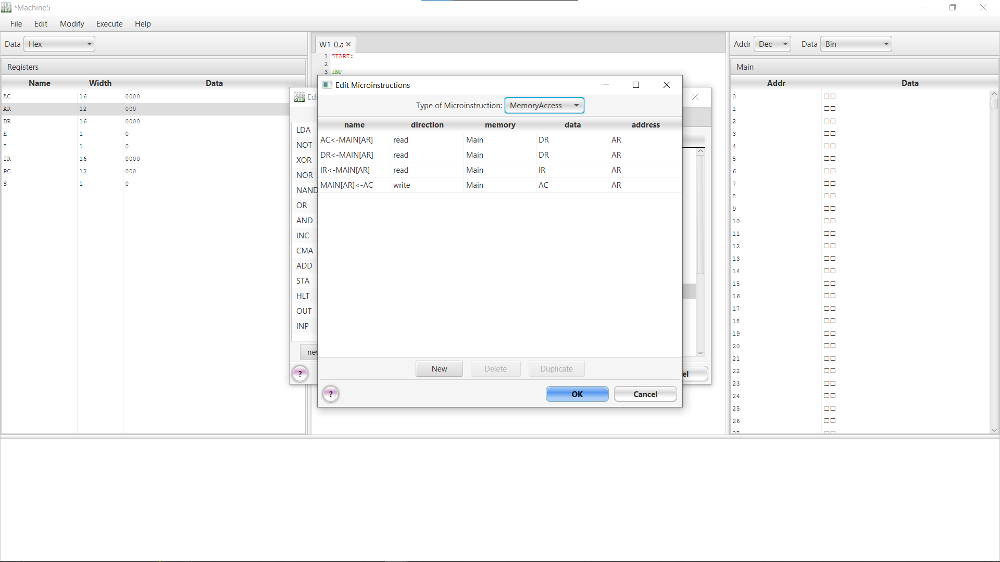 *Machine5
File Edit Modify Execute Help
Data Hex
W1-0.a
Addr Dec Data Bin
Registers
Name Width Data
AC 16 0000
AR 12 000
DR 16 0000
E 1 0
I 1 0
IR 16 0000
PC 12 000
S 1 0
1 START:
2
3 INP
Edi
LDA
NOT
XOR
NOR
NAND
OR
AND
INC
CMA
ADD
STA
HLT
OUT
INP
?
Edit Microinstructions
Type of Microinstruction: MemoryAccess
name direction memory data address
AC<-MAIN[AR] read Main DR AR
DR<-MAIN[AR] read Main DR AR
IR<-MAIN[AR] read Main IR AR
MAIN[AR]<-AC write Main AC AR
New Delete Duplicate
? OK Cancel
Main
Addr Data
0
1
2
3
4
5
6
7
8
9
10
11
12
13
14
15
16
17
18
19
20
21
22
23
24
25
26
27